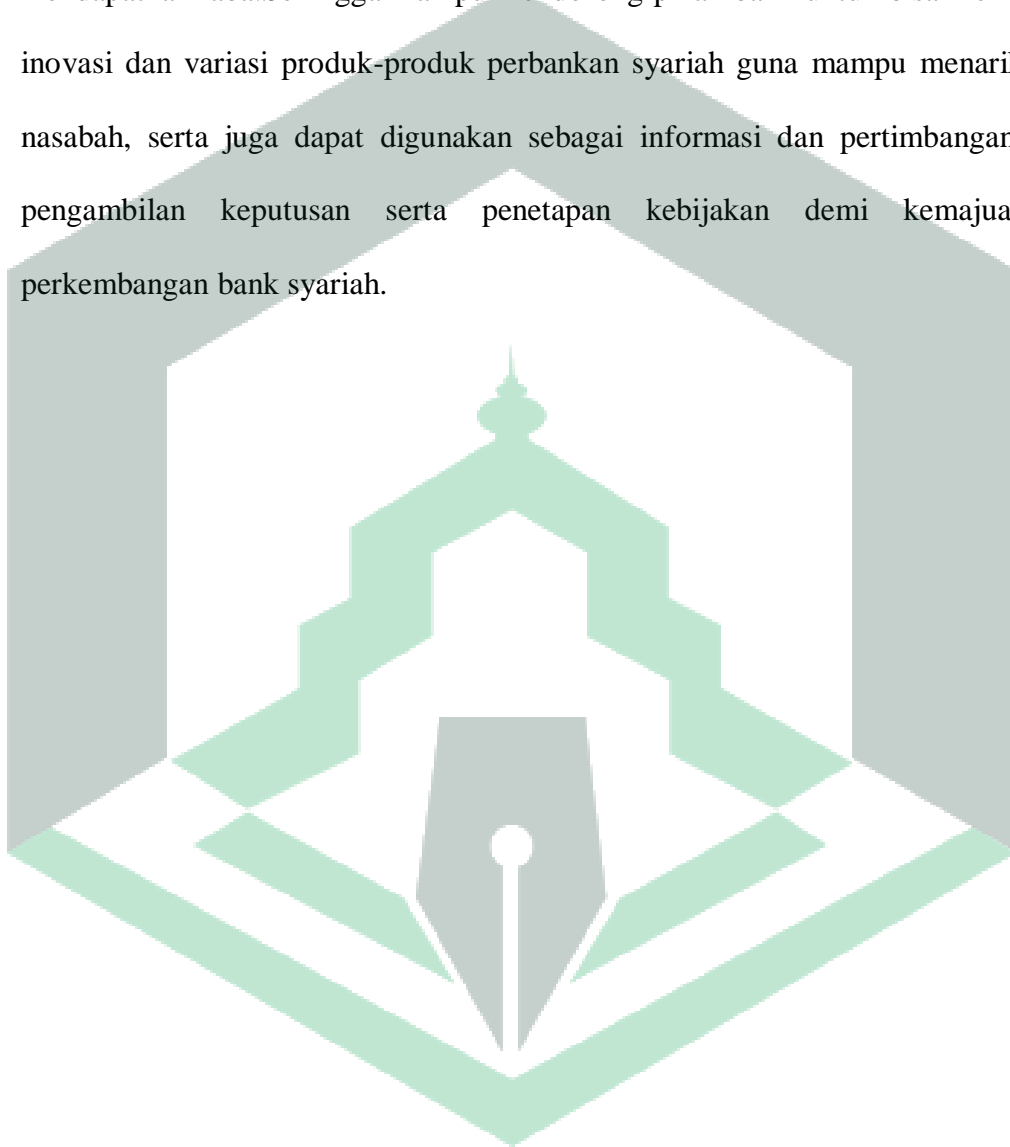 inovasi dan variasi produk-produk perbankan syariah guna mampu menarik
nasabah, serta juga dapat digunakan sebagai informasi dan pertimbangan
pengambilan keputusan serta penetapan kebijakan demi
perkembangan bank syariah.